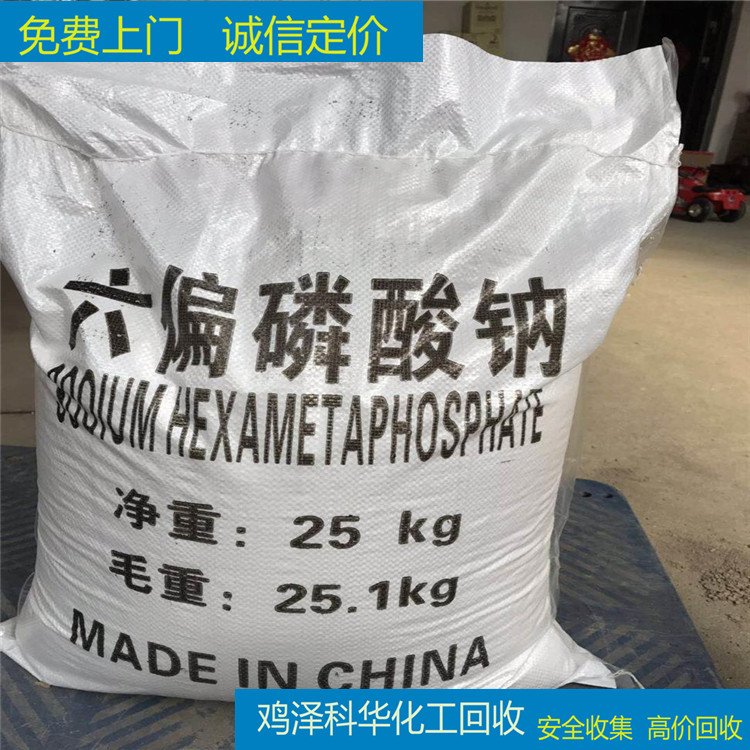 免费上门 诚信定价
六偏磷酸钠
SODIUM HEXAMETAPHOSPHATE
净重：25 kg
毛重：25.1kg
MADE IN CHINA
鸡泽科华化工回收 安全收集 高价回收